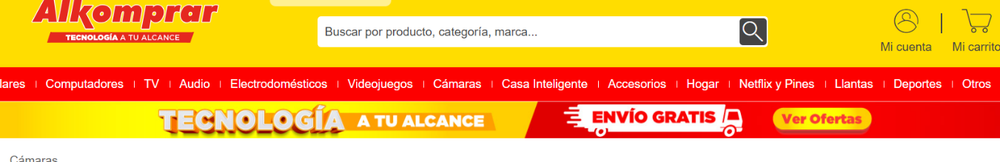 Alkomprar
TECNOLOGÍA A TU ALCANCE
Buscar por producto, categoría, marca...
Mi cuenta
Mi carrito
lares Computadores TV Audio Electrodomésticos Videojuegos Cámaras Casa Inteligente Accesorios Hogar Netflix y Pines Llantas Deportes Otros
TECNOLOGÍA A TU ALCANCE ENVÍO GRATIS Ver Ofertas
Cámaras